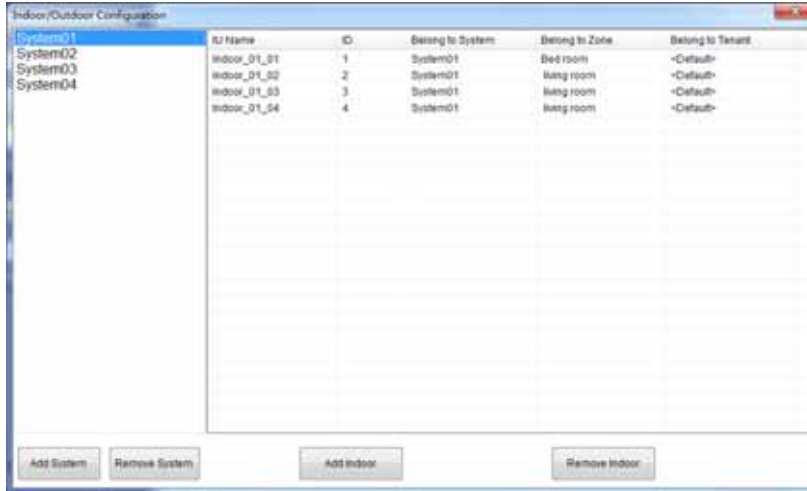 Indoor/Outdoor Configuration
System01
System02
System03
System04
IU Name ID Belong to System Belong to Zone Belong to Tenant
Indoor_01_01 1 System01 Bed room <Default>
Indoor_01_02 2 System01 living room <Default>
Indoor_01_03 3 System01 living room <Default>
Indoor_01_04 4 System01 living room <Default>
Add System Remove System Add Indoor Remove Indoor